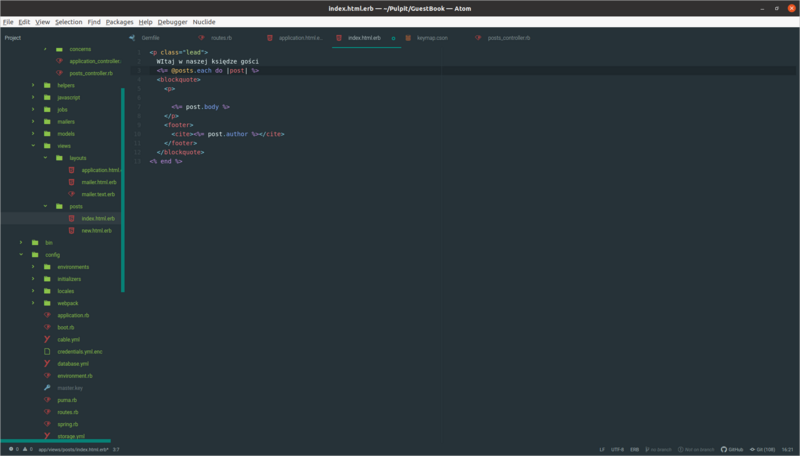 index.html.erb — ~/Pulpit/GuestBook — Atom
File Edit View Selection Find Packages Help Debugger Nuclide
Project
Gemfile
routes.rb
application.html.e...
index.html.erb
keymap.cson
posts_controller.rb
concerns
application_controller.
posts_controller.rb
helpers
javascript
jobs
mailers
models
views
layouts
application.html.
mailer.html.erb
mailer.text.erb
posts
index.html.erb
new.html.erb
bin
config
environments
initializers
locales
webpack
application.rb
boot.rb
cable.yml
credentials.yml.enc
database.yml
environment.rb
master.key
puma.rb
routes.rb
spring.rb
storage.yml
1 <p class="lead">
2 WItaj w naszej księdze gości
3 <%= @posts.each do |post| %>
4 <blockquote>
5 <p>
6
7 <%= post.body %>
8 </p>
9 <footer>
10 <cite><%= post.author %></cite>
11 </footer>
12 </blockquote>
13 <% end %>
0 0 app/views/posts/index.html.erb* 3:7
LF UTF-8 ERB no branch Not on branch GitHub Git (108) 16:21